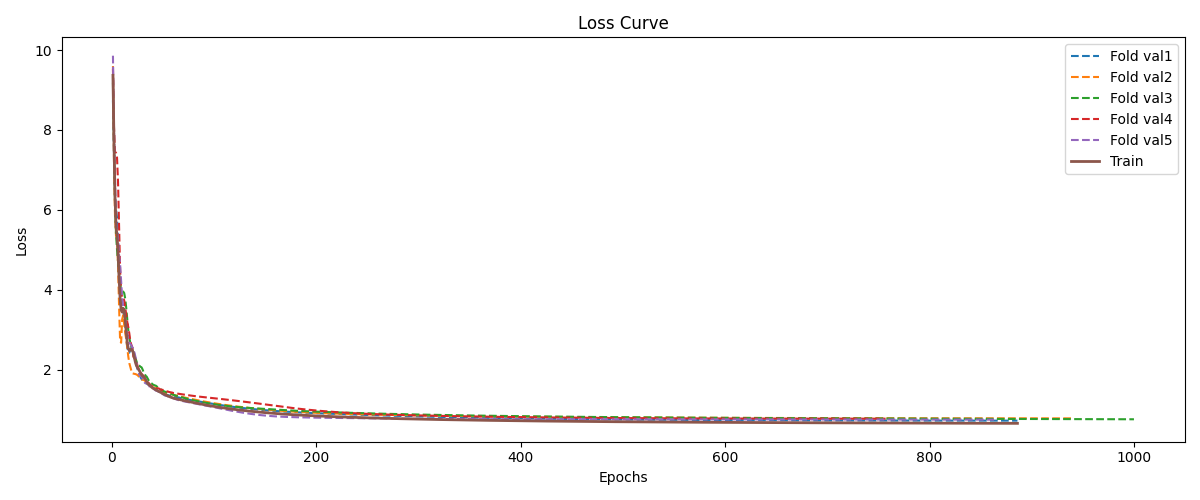 Loss Curve
Loss
10
8
6
4
2
0 200 400 600 800 1000
Epochs
Fold val1
Fold val2
Fold val3
Fold val4
Fold val5
Train